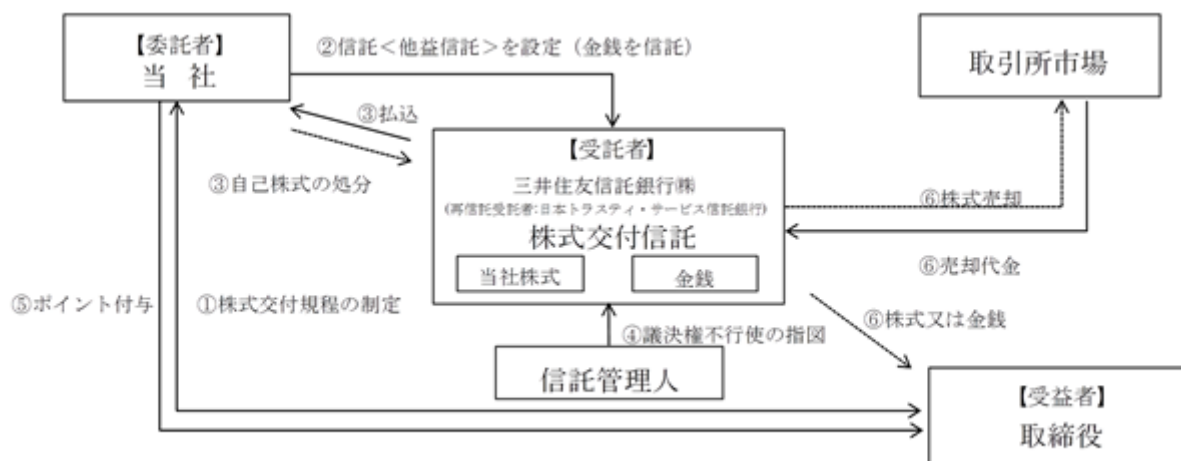 【委託者】
当 社
②信託＜他益信託＞を設定（金銭を信託）
取引所市場
③払込
③自己株式の処分
【受託者】
三井住友信託銀行㈱
(再信託受託者:日本トラスティ・サービス信託銀行)
株式交付信託
当社株式
金銭
⑥株式売却
⑥売却代金
⑤ポイント付与
①株式交付規程の制定
④議決権不行使の指図
⑥株式又は金銭
信託管理人
【受益者】
取締役